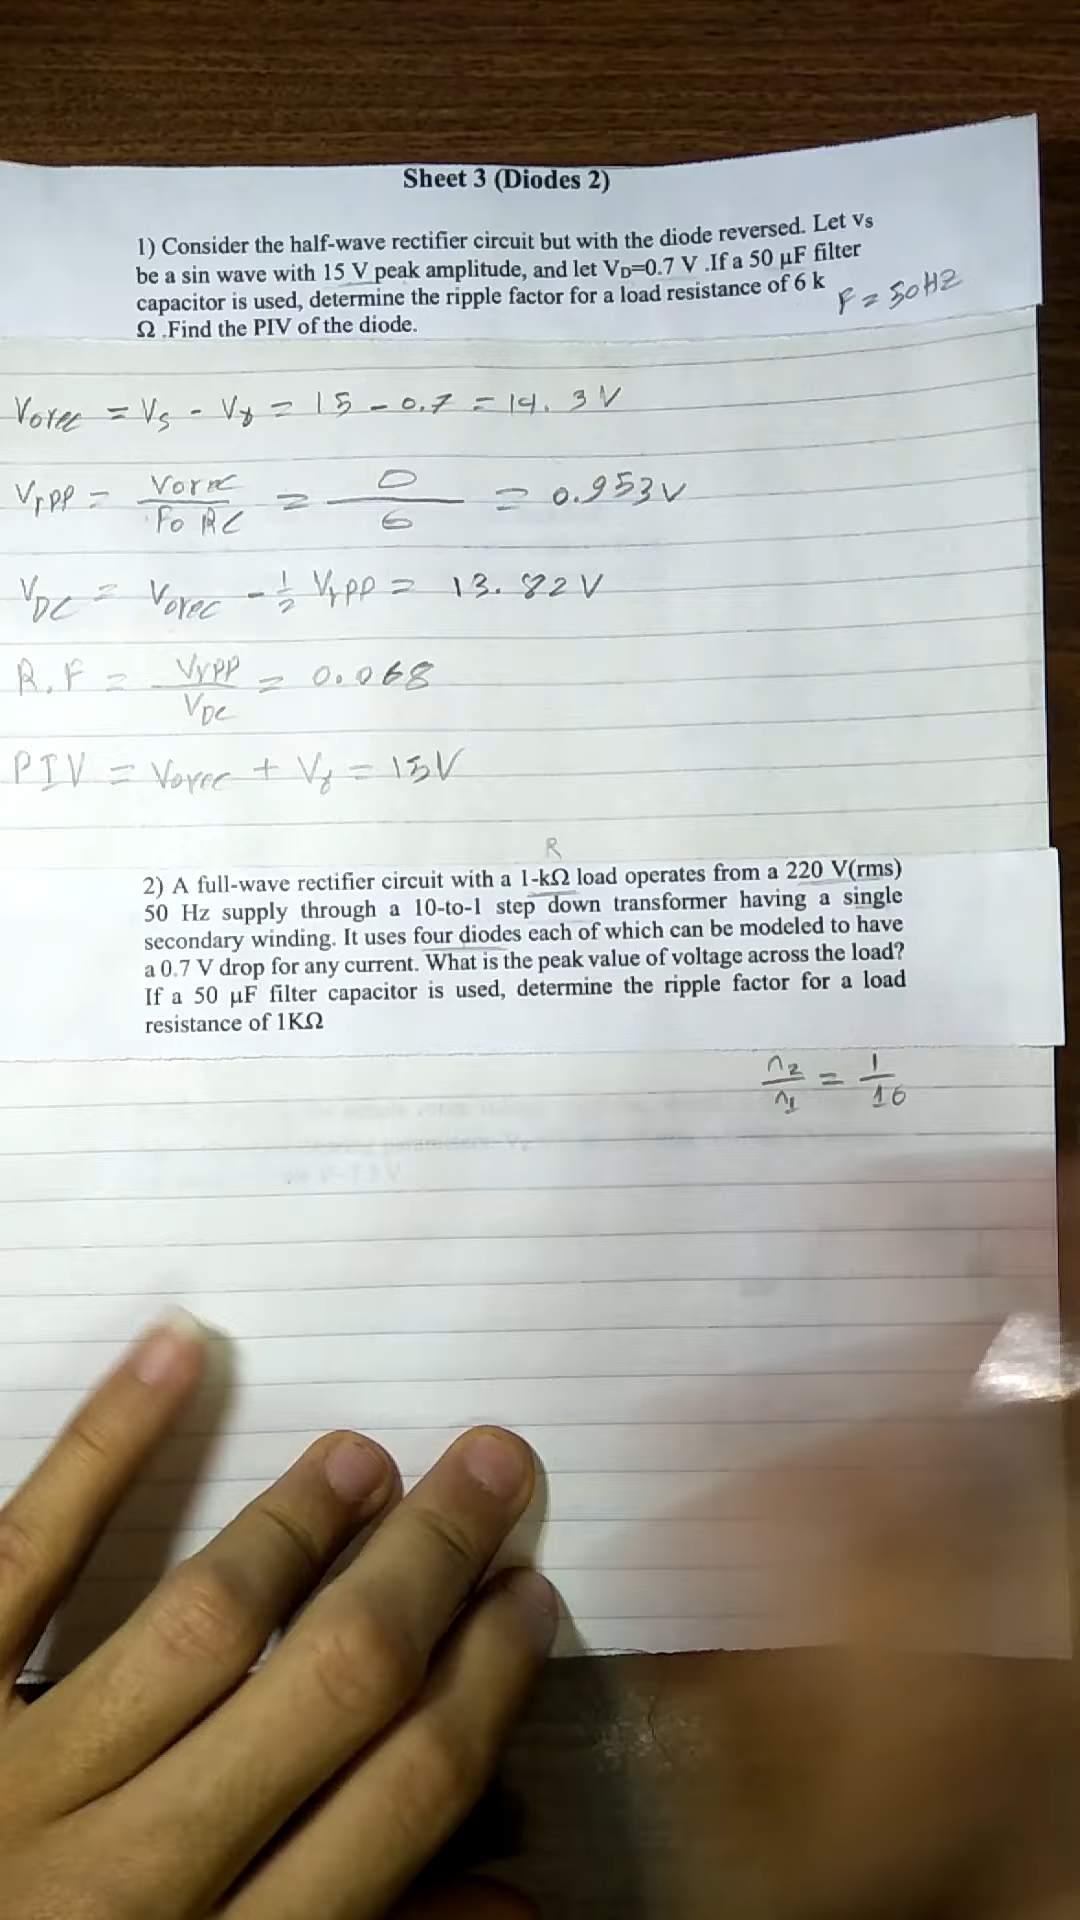 Sheet 3 (Diodes 2)
1) Consider the half-wave rectifier circuit but with the diode reversed. Let vs
be a sin wave with 15 V peak amplitude, and let VD=0.7 V .If a 50 µF filter
capacitor is used, determine the ripple factor for a load resistance of 6 k
Ω .Find the PIV of the diode.
F = 50HZ
Vorec = Vs - Vγ = 15 - 0.7 = 14.3 V
Vrpp = Vorec / Fo RC = 0 / 6 = 0.953V
VDC = Vorec - 1/2 Vrpp = 13.82 V
R.F = Vrpp / VDC = 0.068
PIV = Vorec + Vγ = 15V
R
2) A full-wave rectifier circuit with a 1-kΩ load operates from a 220 V(rms)
50 Hz supply through a 10-to-1 step down transformer having a single
secondary winding. It uses four diodes each of which can be modeled to have
a 0.7 V drop for any current. What is the peak value of voltage across the load?
If a 50 µF filter capacitor is used, determine the ripple factor for a load
resistance of 1KΩ
n2 / n1 = 1 / 10